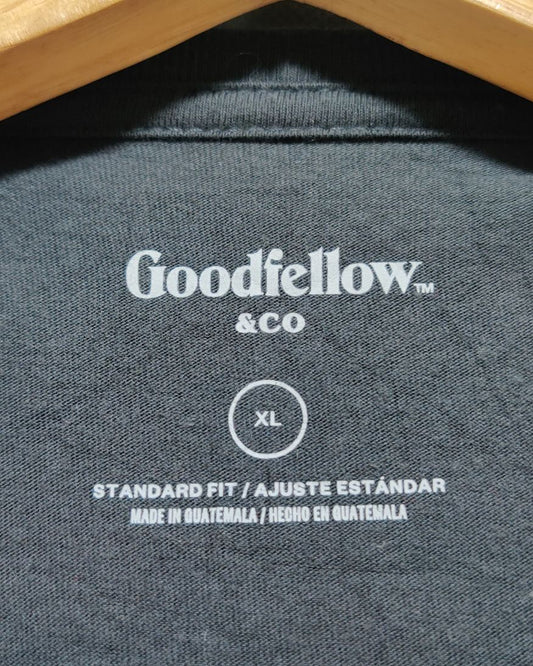 Goodfellow™
&CO
XL
STANDARD FIT / AJUSTE ESTÁNDAR
MADE IN GUATEMALA / HECHO EN GUATEMALA